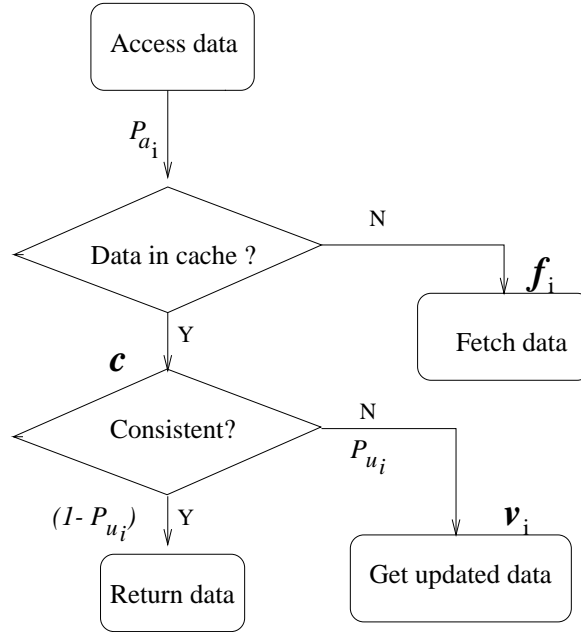 Access data
P_{a_i}
Data in cache ?
N
f_i
Fetch data
Y
c
Consistent?
N
P_{u_i}
(1- P_{u_i})
Y
v_i
Return data
Get updated data